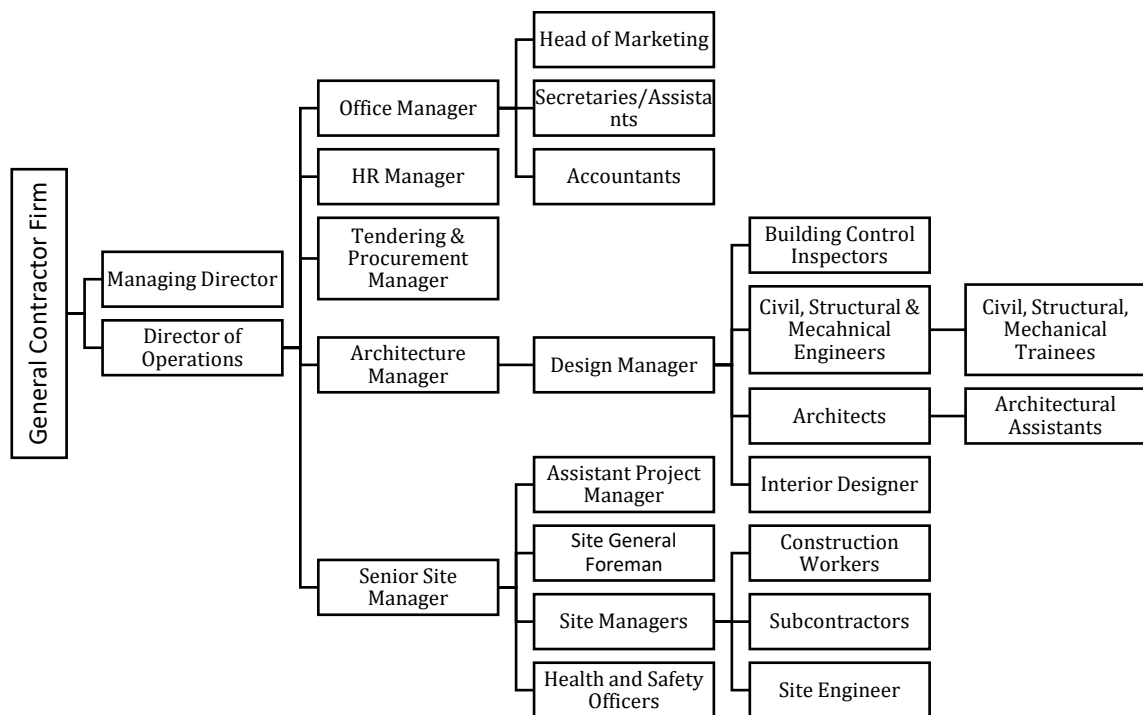 General Contractor Firm
Managing Director
Director of
Operations
Office Manager
Head of Marketing
Secretaries/Assista
nts
Accountants
HR Manager
Tendering &
Procurement
Manager
Architecture
Manager
Design Manager
Building Control
Inspectors
Civil, Structural &
Mecahnical
Engineers
Civil, Structural,
Mechanical
Trainees
Architects
Architectural
Assistants
Interior Designer
Senior Site
Manager
Assistant Project
Manager
Site General
Foreman
Site Managers
Construction
Workers
Subcontractors
Site Engineer
Health and Safety
Officers